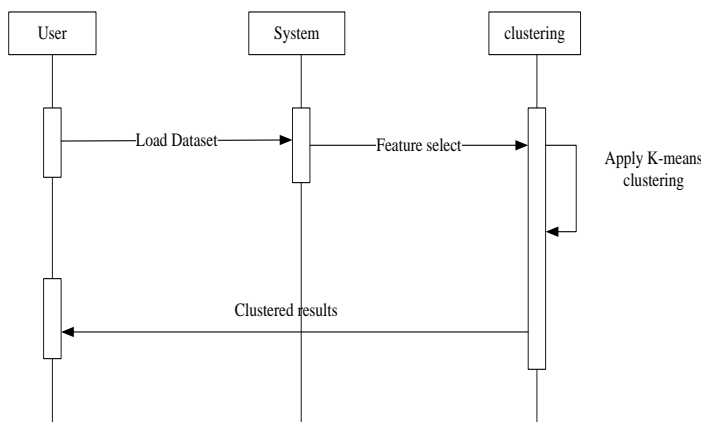 User
System
clustering
Load Dataset
Feature select
Apply K-means
clustering
Clustered results